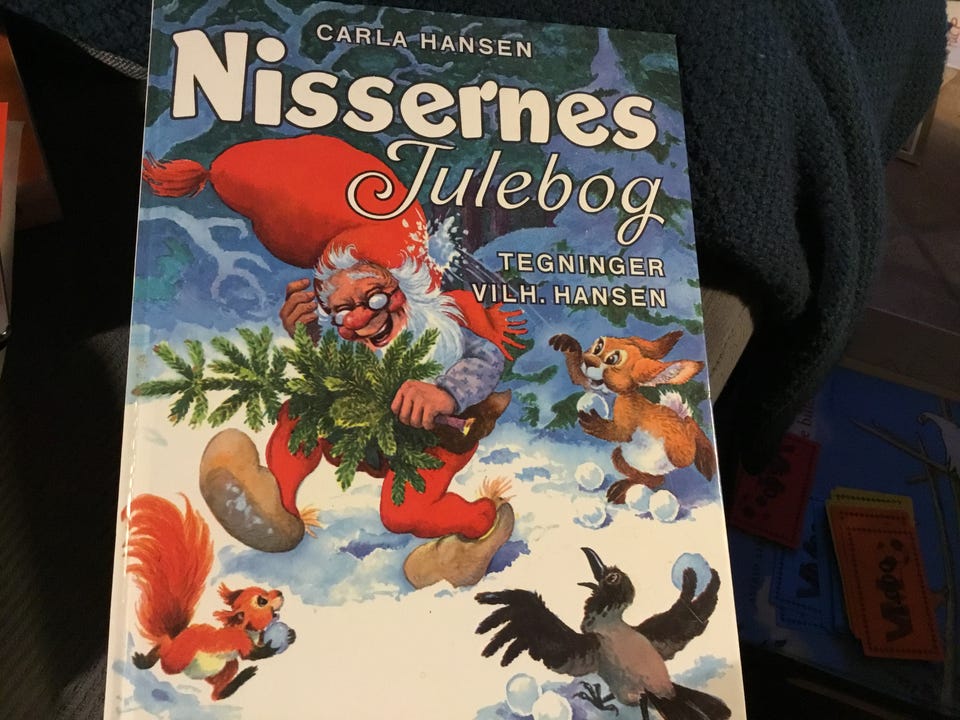 CARLA HANSEN
Nissernes
Julebog
TEGNINGER
VILH. HANSEN